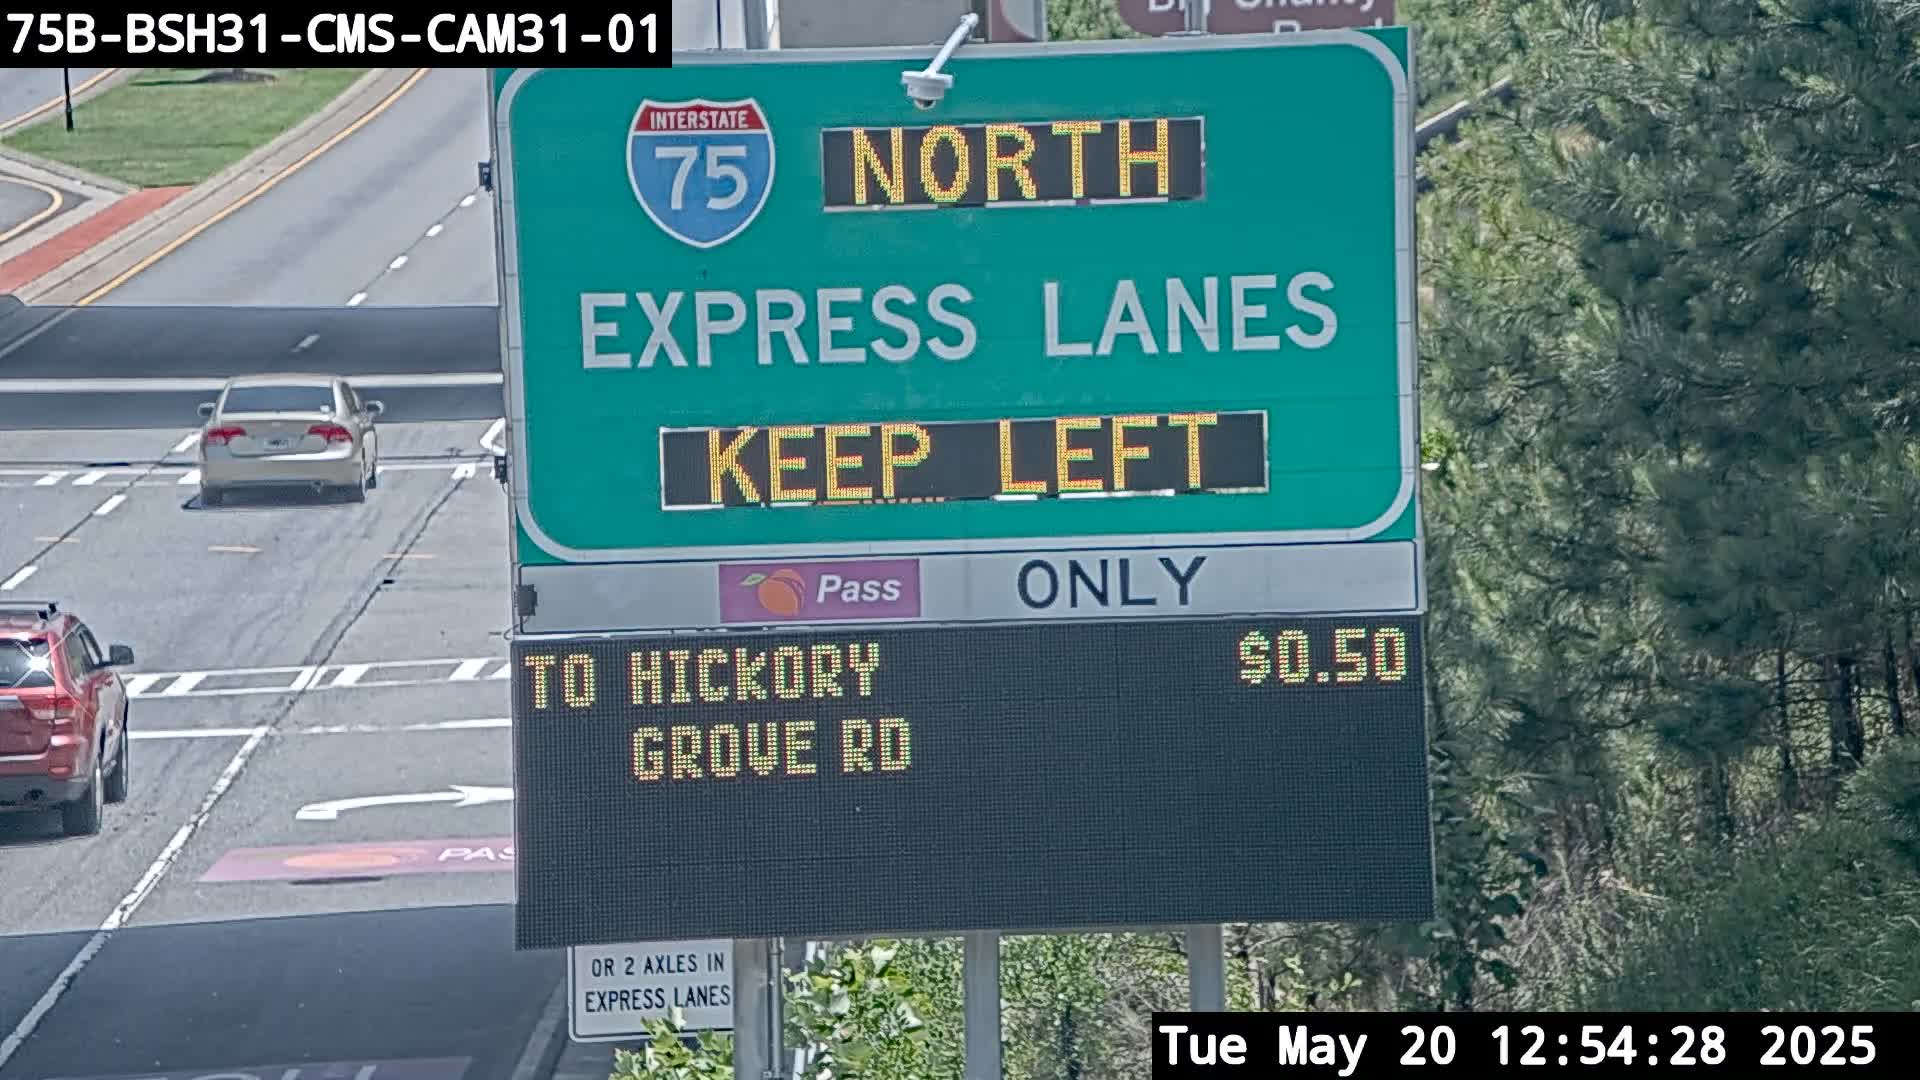 75B-BSH31-CMS-CAM31-01
INTERSTATE
75
NORTH
EXPRESS LANES
KEEP LEFT
Pass ONLY
TO HICKORY $0.50
GROVE RD
OR 2 AXLES IN
EXPRESS LANES
Tue May 20 12:54:28 2025